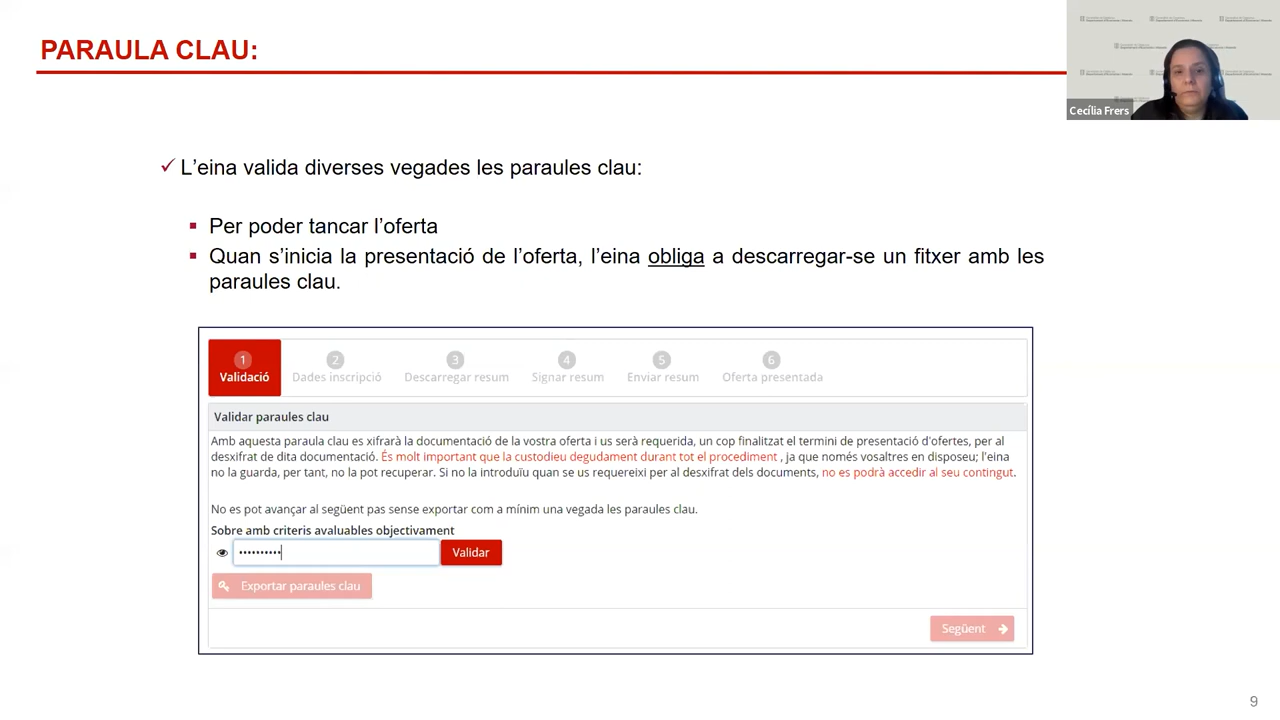 PARAULA CLAU:
Cecília Frers
L'eina valida diverses vegades les paraules clau:
Per poder tancar l'oferta
Quan s'inicia la presentació de l'oferta, l'eina obliga a descarregar-se un fitxer amb les
paraules clau.
1 2 3 4 5 6
Validació Dades inscripció Descarregar resum Signar resum Enviar resum Oferta presentada
Validar paraules clau
Amb aquesta paraula clau es xifrarà la documentació de la vostra oferta i us serà requerida, un cop finalitzat el termini de presentació d'ofertes, per al
desxifrat de dita documentació. És molt important que la custodieu degudament durant tot el procediment , ja que només vosaltres en disposeu; l'eina
no la guarda, per tant, no la pot recuperar. Si no la introduïu quan se us requereixi per al desxifrat dels documents, no es podrà accedir al seu contingut.
No es pot avançar al següent pas sense exportar com a mínim una vegada les paraules clau.
Sobre amb criteris avaluables objectivament
Validar
Exportar paraules clau
Següent
9